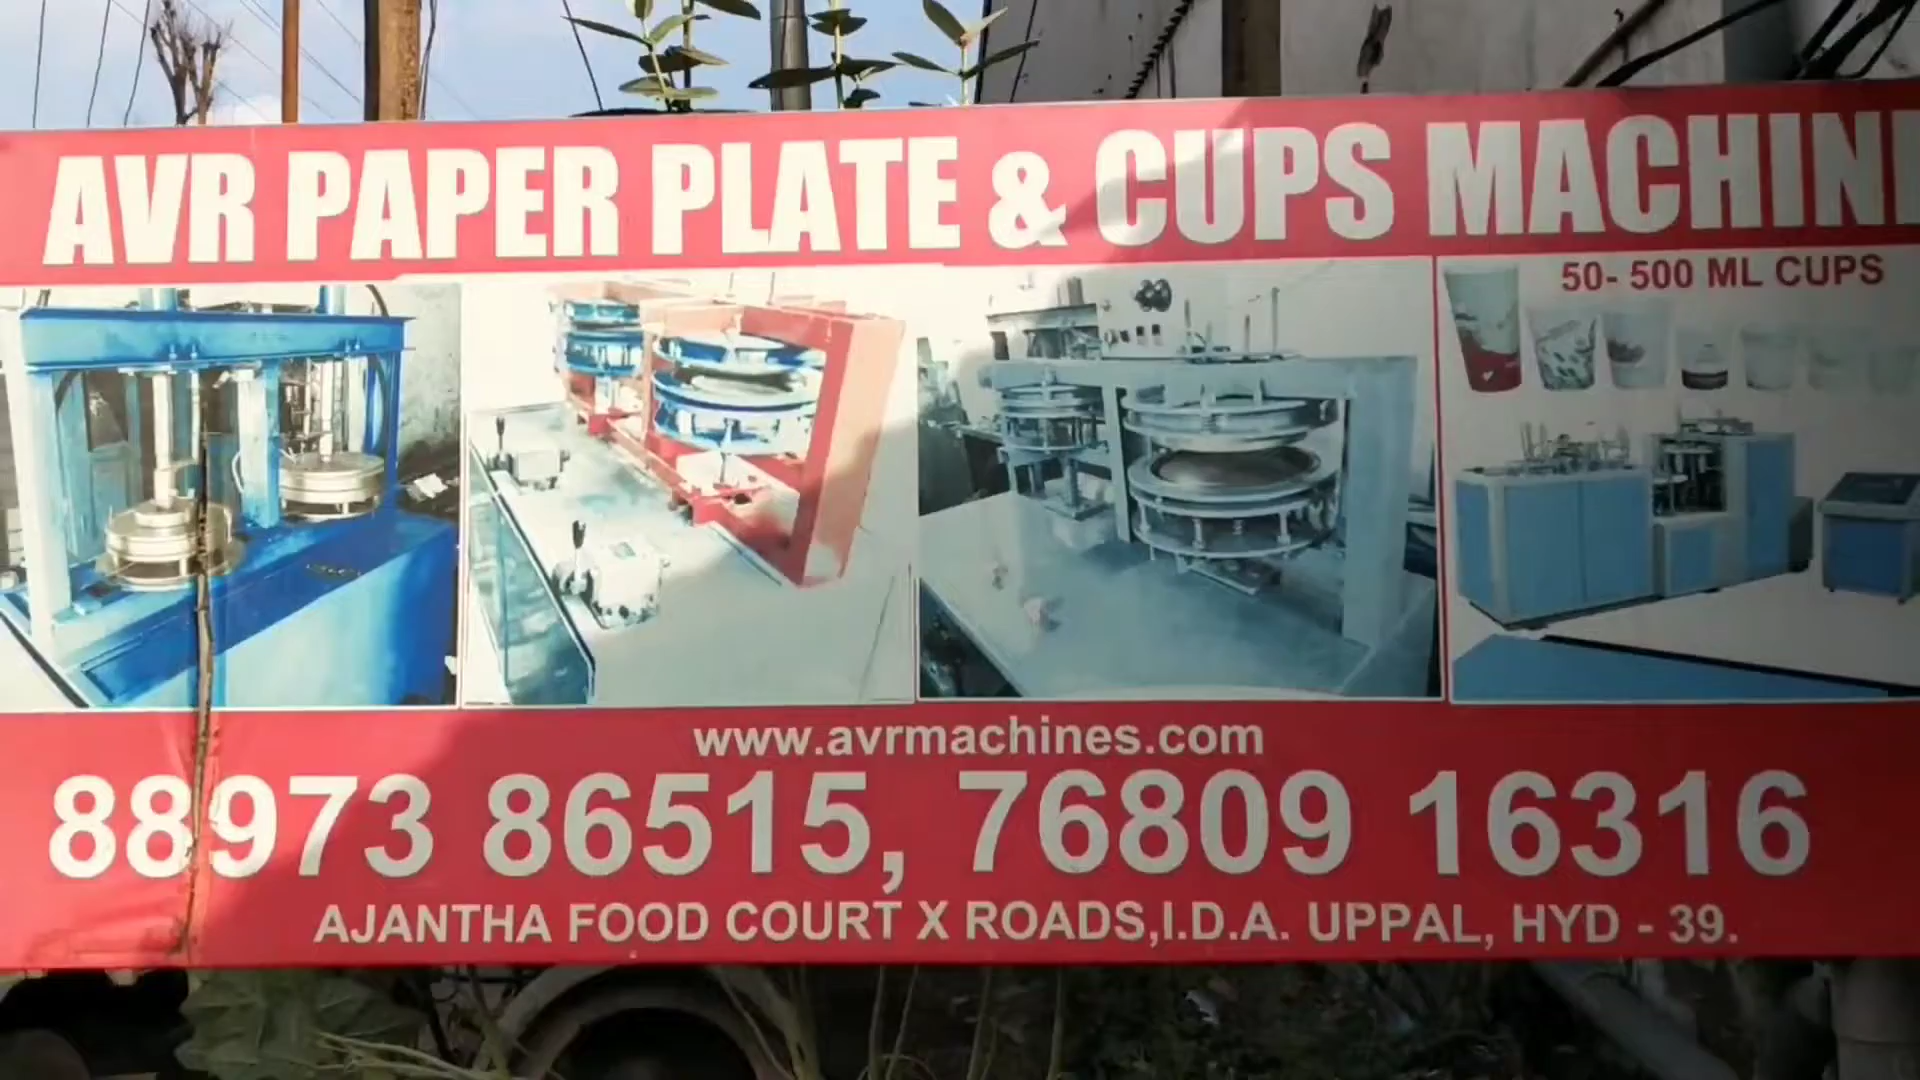 AVR PAPER PLATE & CUPS MACHINE
50- 500 ML CUPS
www.avrmachines.com
88973 86515, 76809 16316
AJANTHA FOOD COURT X ROADS,I.D.A. UPPAL, HYD - 39.